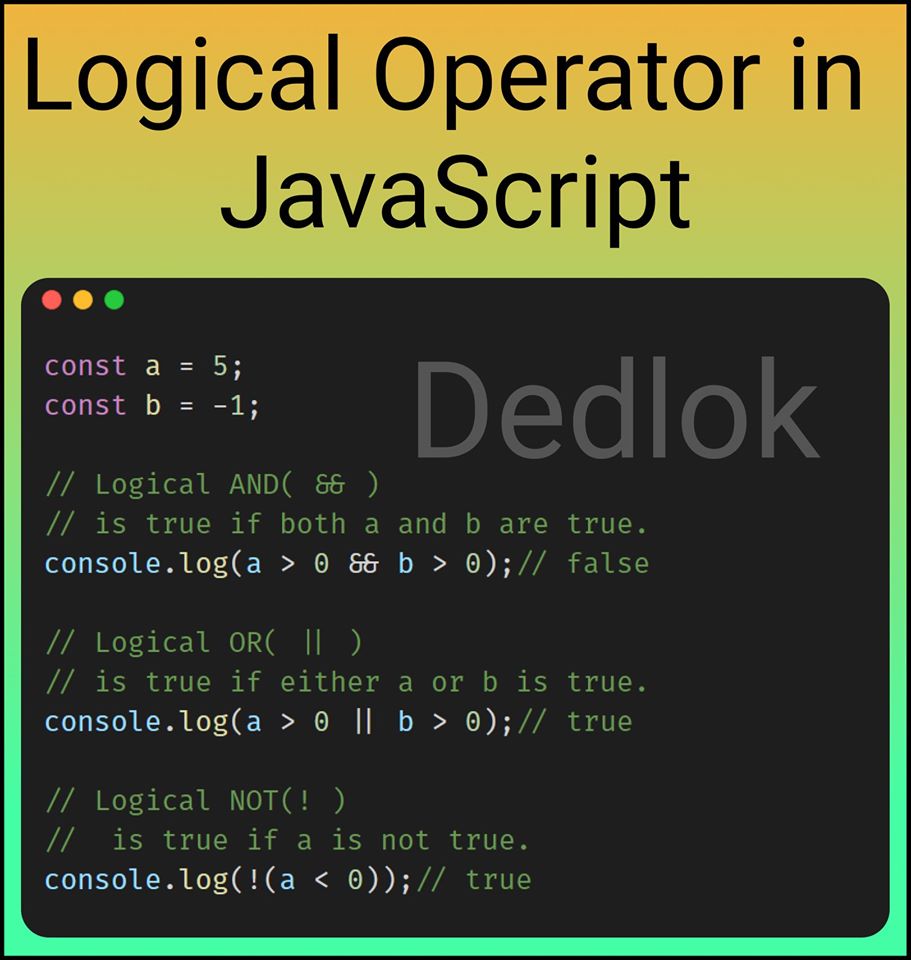 Logical Operator in
JavaScript
Dedlok
const a = 5;
const b = -1;
// Logical AND( && )
// is true if both a and b are true.
console.log(a > 0 && b > 0);// false
// Logical OR( || )
// is true if either a or b is true.
console.log(a > 0 || b > 0);// true
// Logical NOT(! )
//  is true if a is not true.
console.log(!(a < 0));// true